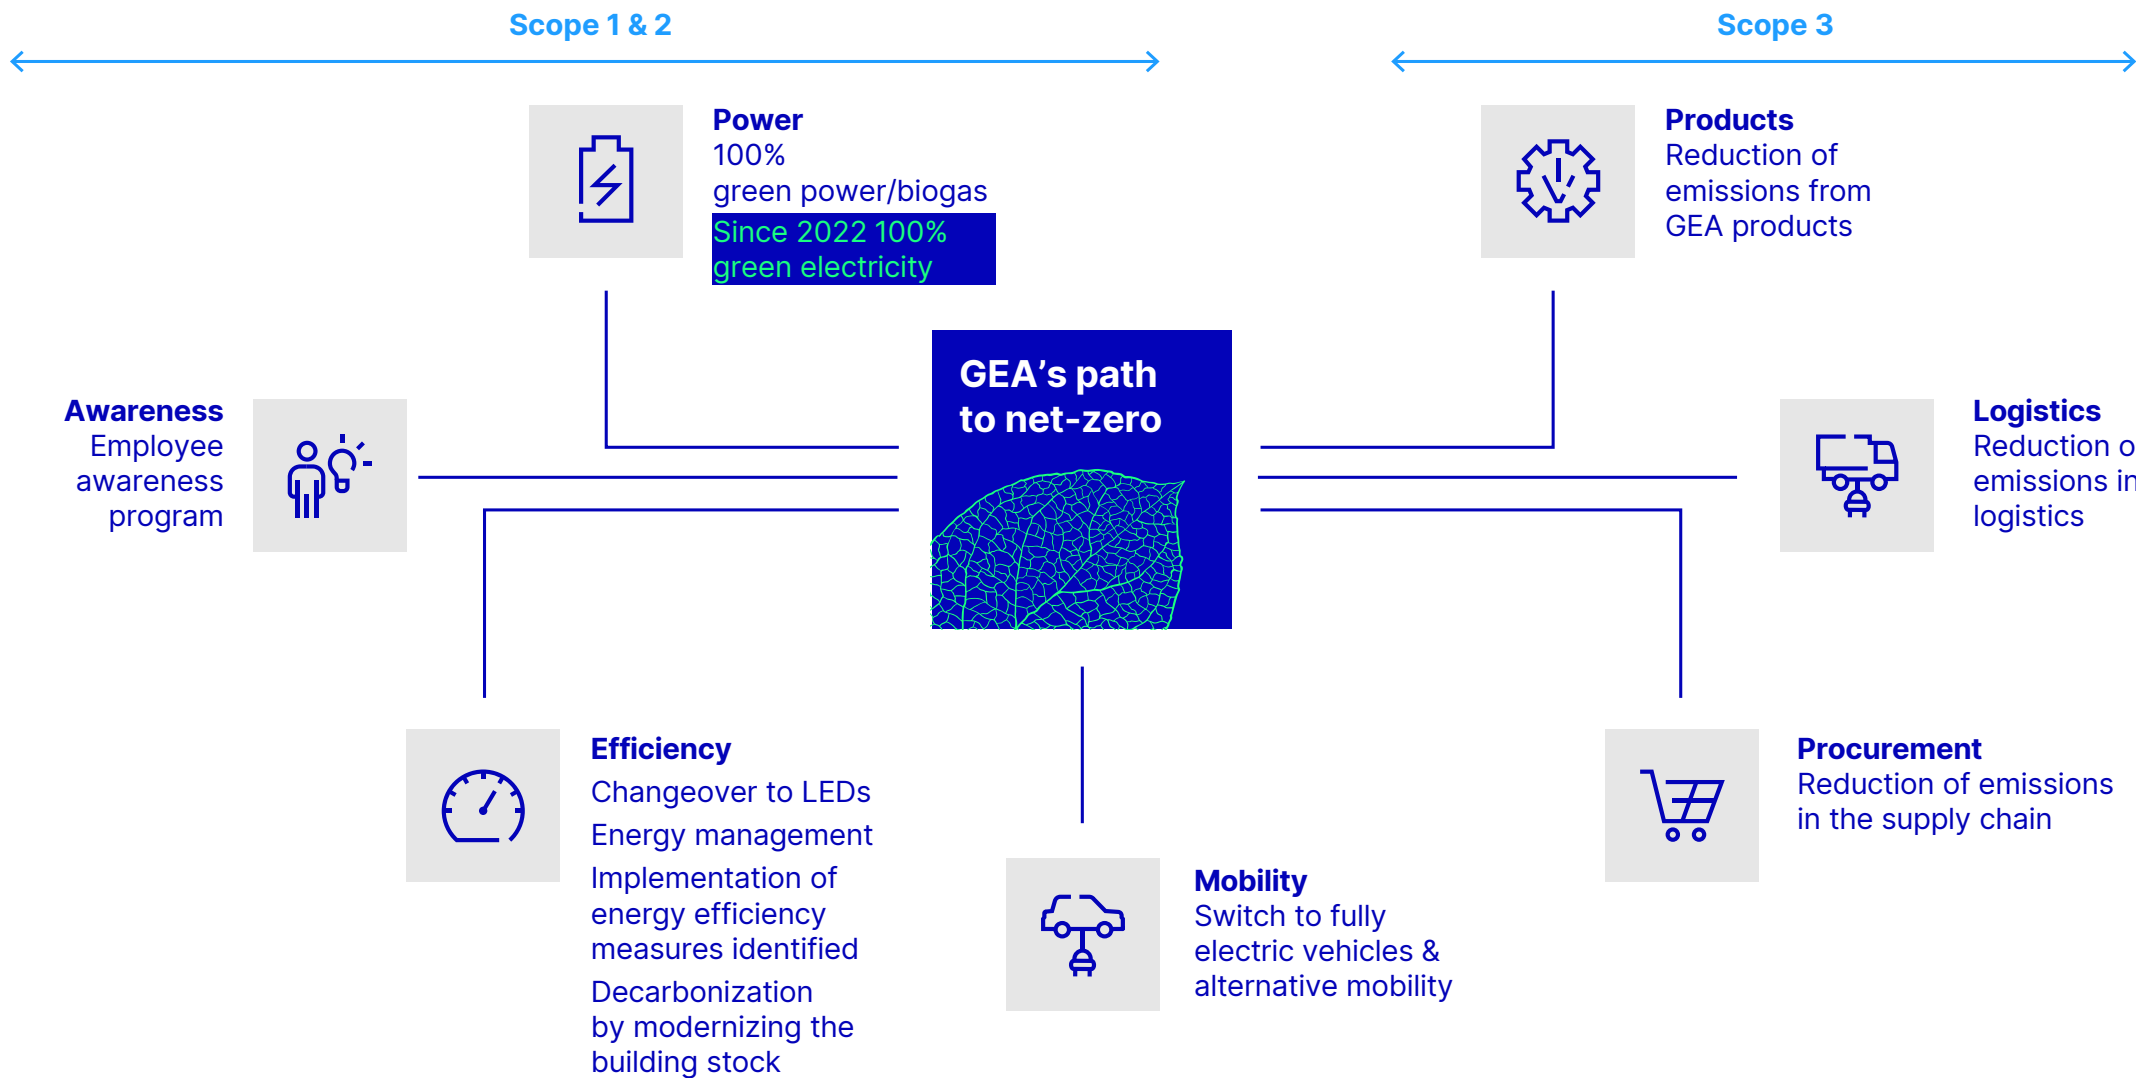 Scope 1 & 2
Scope 3
Power
100%
green power/biogas
Since 2022 100%
green electricity
Products
Reduction of
emissions from
GEA products
GEA’s path
to net-zero
Awareness
Employee
awareness
program
Logistics
Reduction o
emissions in
logistics
Efficiency
Changeover to LEDs
Energy management
Implementation of
energy efficiency
measures identified
Decarbonization
by modernizing the
building stock
Mobility
Switch to fully
electric vehicles &
alternative mobility
Procurement
Reduction of emissions
in the supply chain